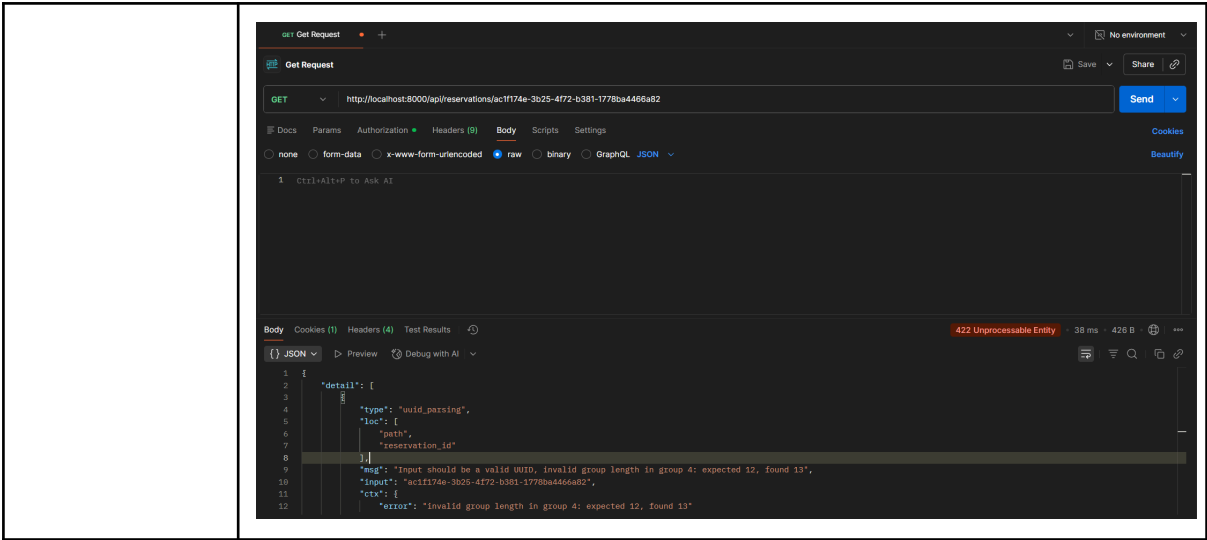 GET Get Request
No environment
HTTP Get Request Save Share
GET http://localhost:8000/api/reservations/ac1f174e-3b25-4f72-b381-1778ba4466a82 Send
Docs Params Authorization Headers (9) Body Scripts Settings Cookies
none form-data x-www-form-urlencoded raw binary GraphQL JSON Beautify
1 Ctrl+Alt+P to Ask AI
Body Cookies (1) Headers (4) Test Results 422 Unprocessable Entity 38 ms 426 B
{} JSON Preview Debug with AI
1 {
2 "detail": [
3 {
4 "type": "uuid_parsing",
5 "loc": [
6 "path",
7 "reservation_id"
8 ],
9 "msg": "Input should be a valid UUID, invalid group length in group 4: expected 12, found 13",
10 "input": "ac1f174e-3b25-4f72-b381-1778ba4466a82",
11 "ctx": {
12 "error": "invalid group length in group 4: expected 12, found 13"